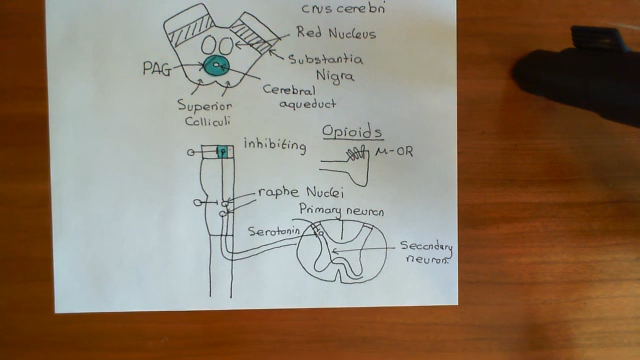 crus cerebri
Red Nucleus
Substantia
Nigra
PAG
Cerebral
aqueduct
Superior
Colliculi
Opioids
inhibiting
μ-OR
raphe Nuclei
Primary neuron
Serotonin
Secondary
neuron